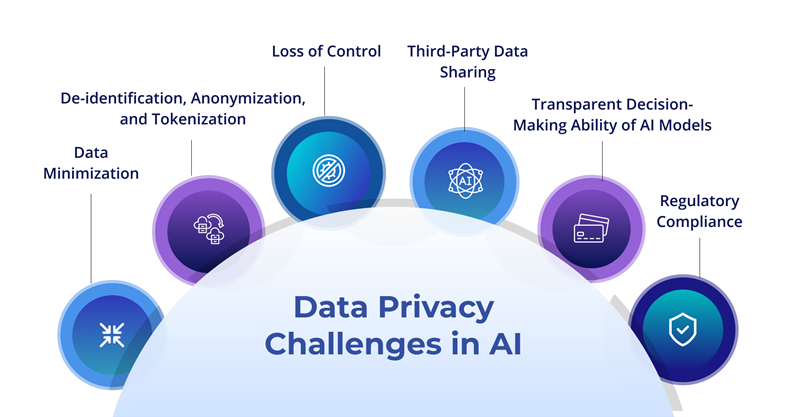 Loss of Control
Third-Party Data
Sharing
De-identification, Anonymization,
and Tokenization
Transparent Decision-
Making Ability of AI Models
Data
Minimization
Regulatory
Compliance
AI
Data Privacy
Challenges in AI